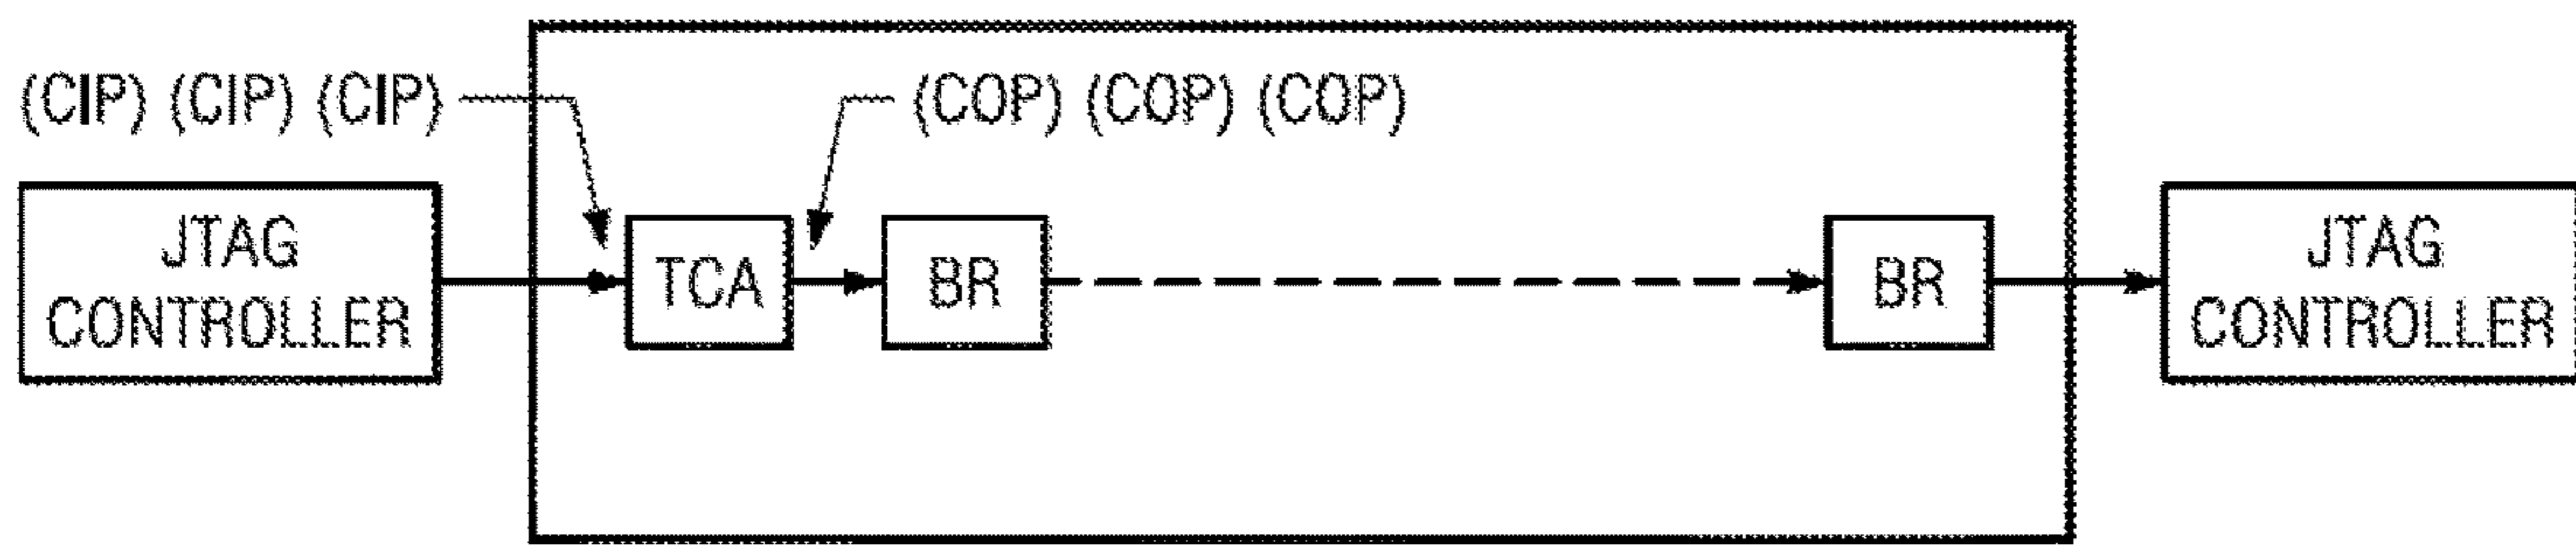 (CIP) (CIP) (CIP)
(COP) (COP) (COP)
JTAG
CONTROLLER
TCA
BR
BR
JTAG
CONTROLLER